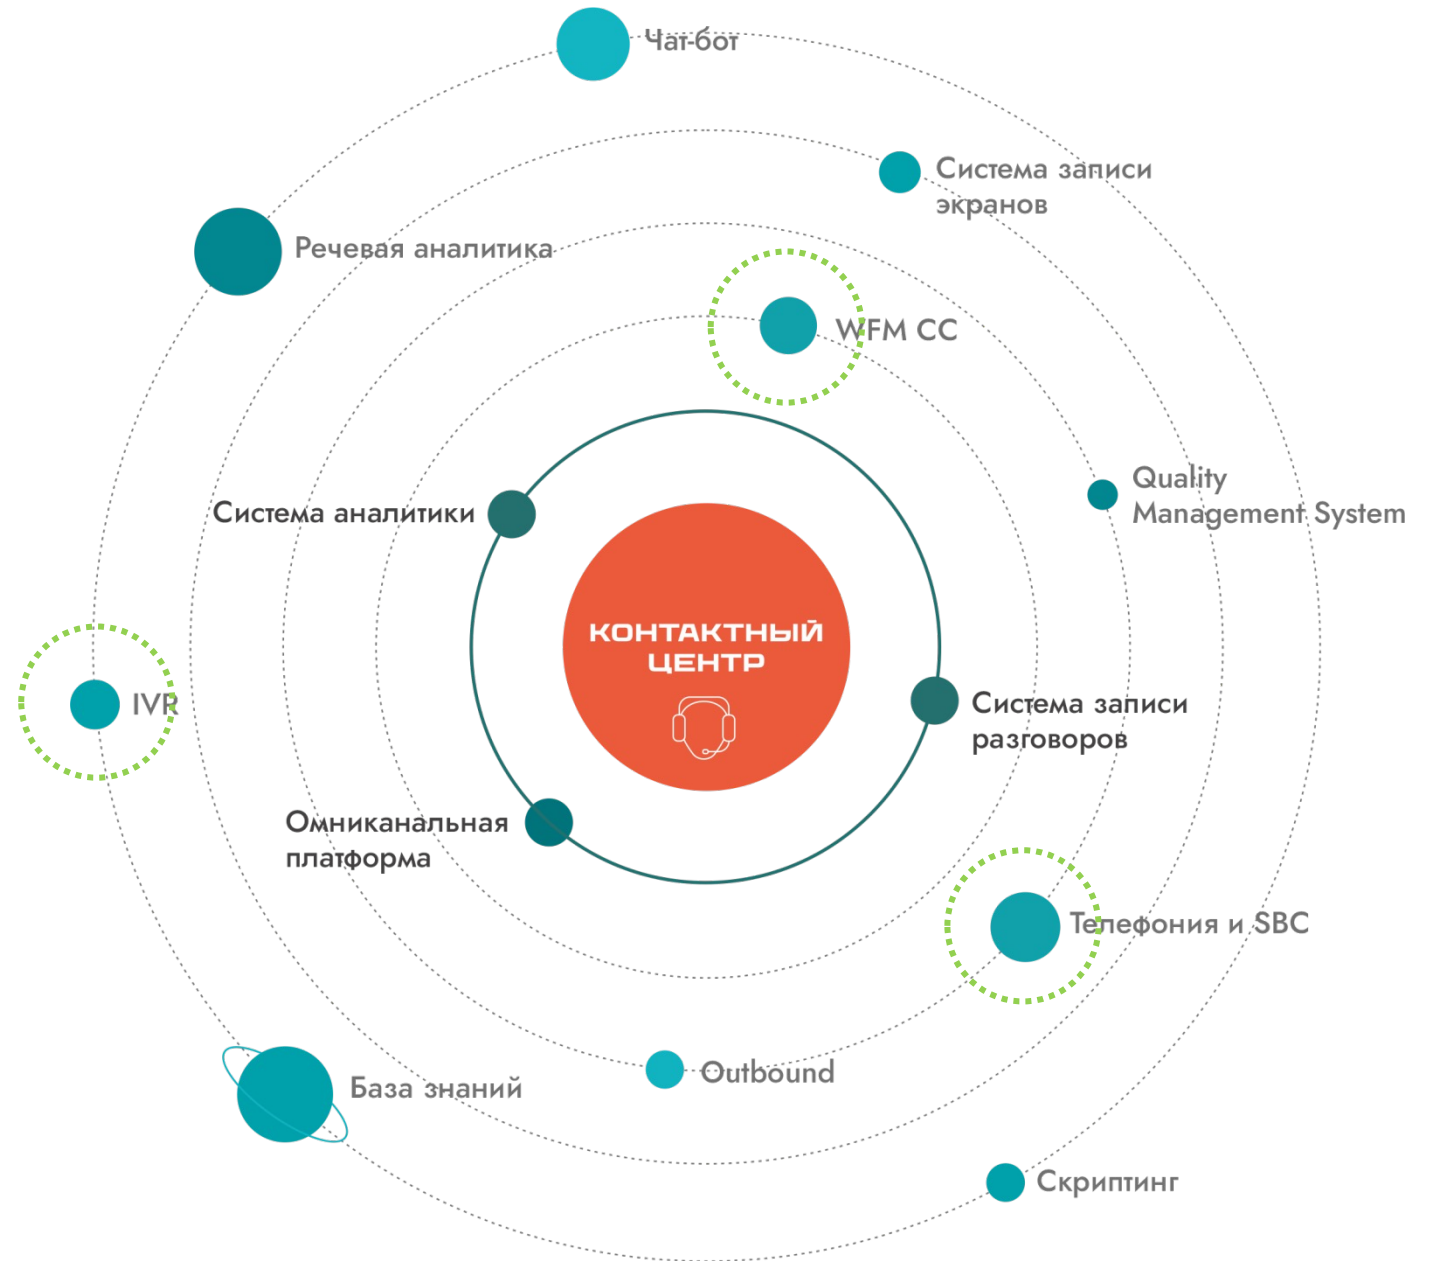 Чат-бот
Система записи
экранов
Речевая аналитика
WFM CC
Quality
Management System
Система аналитики
КОНТАКТНЫЙ
ЦЕНТР
IVR
Система записи
разговоров
Омниканальная
платформа
Телефония и SBC
Outbound
База знаний
Скриптинг